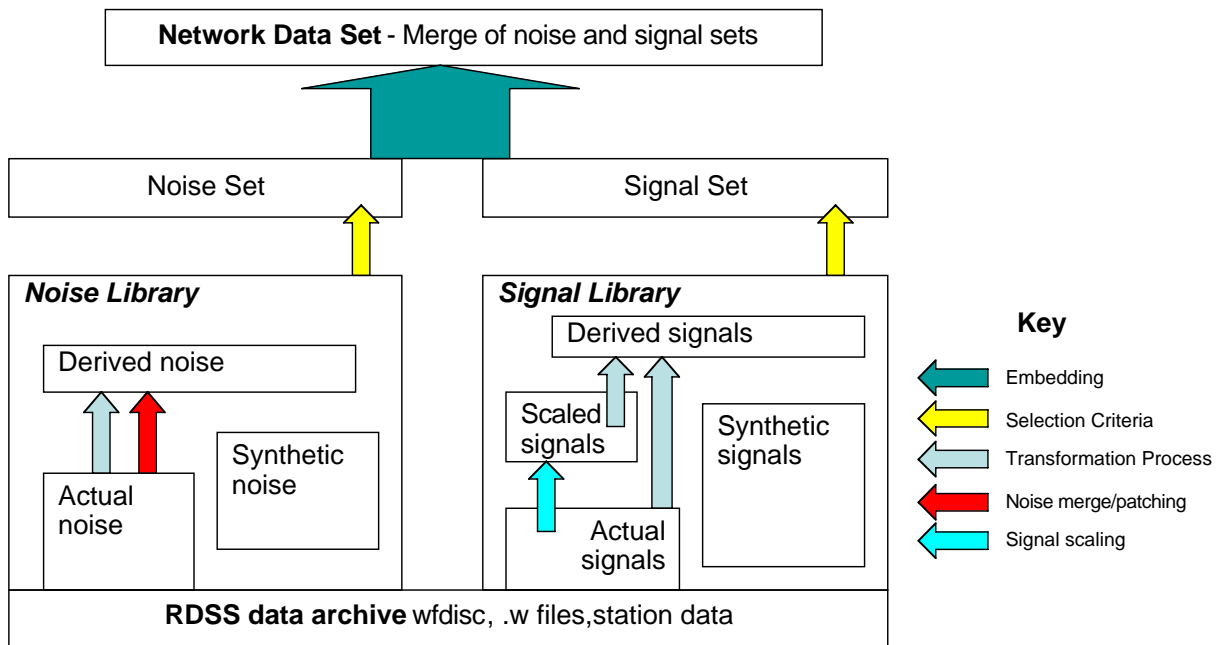 Network Data Set - Merge of noise and signal sets
Noise Set
Signal Set
Noise Library
Derived noise
Actual
noise
Synthetic
noise
Signal Library
Derived signals
Scaled
signals
Actual
signals
Synthetic
signals
RDSS data archive wfdisc, .w files,station data
Key
Embedding
Selection Criteria
Transformation Process
Noise merge/patching
Signal scaling